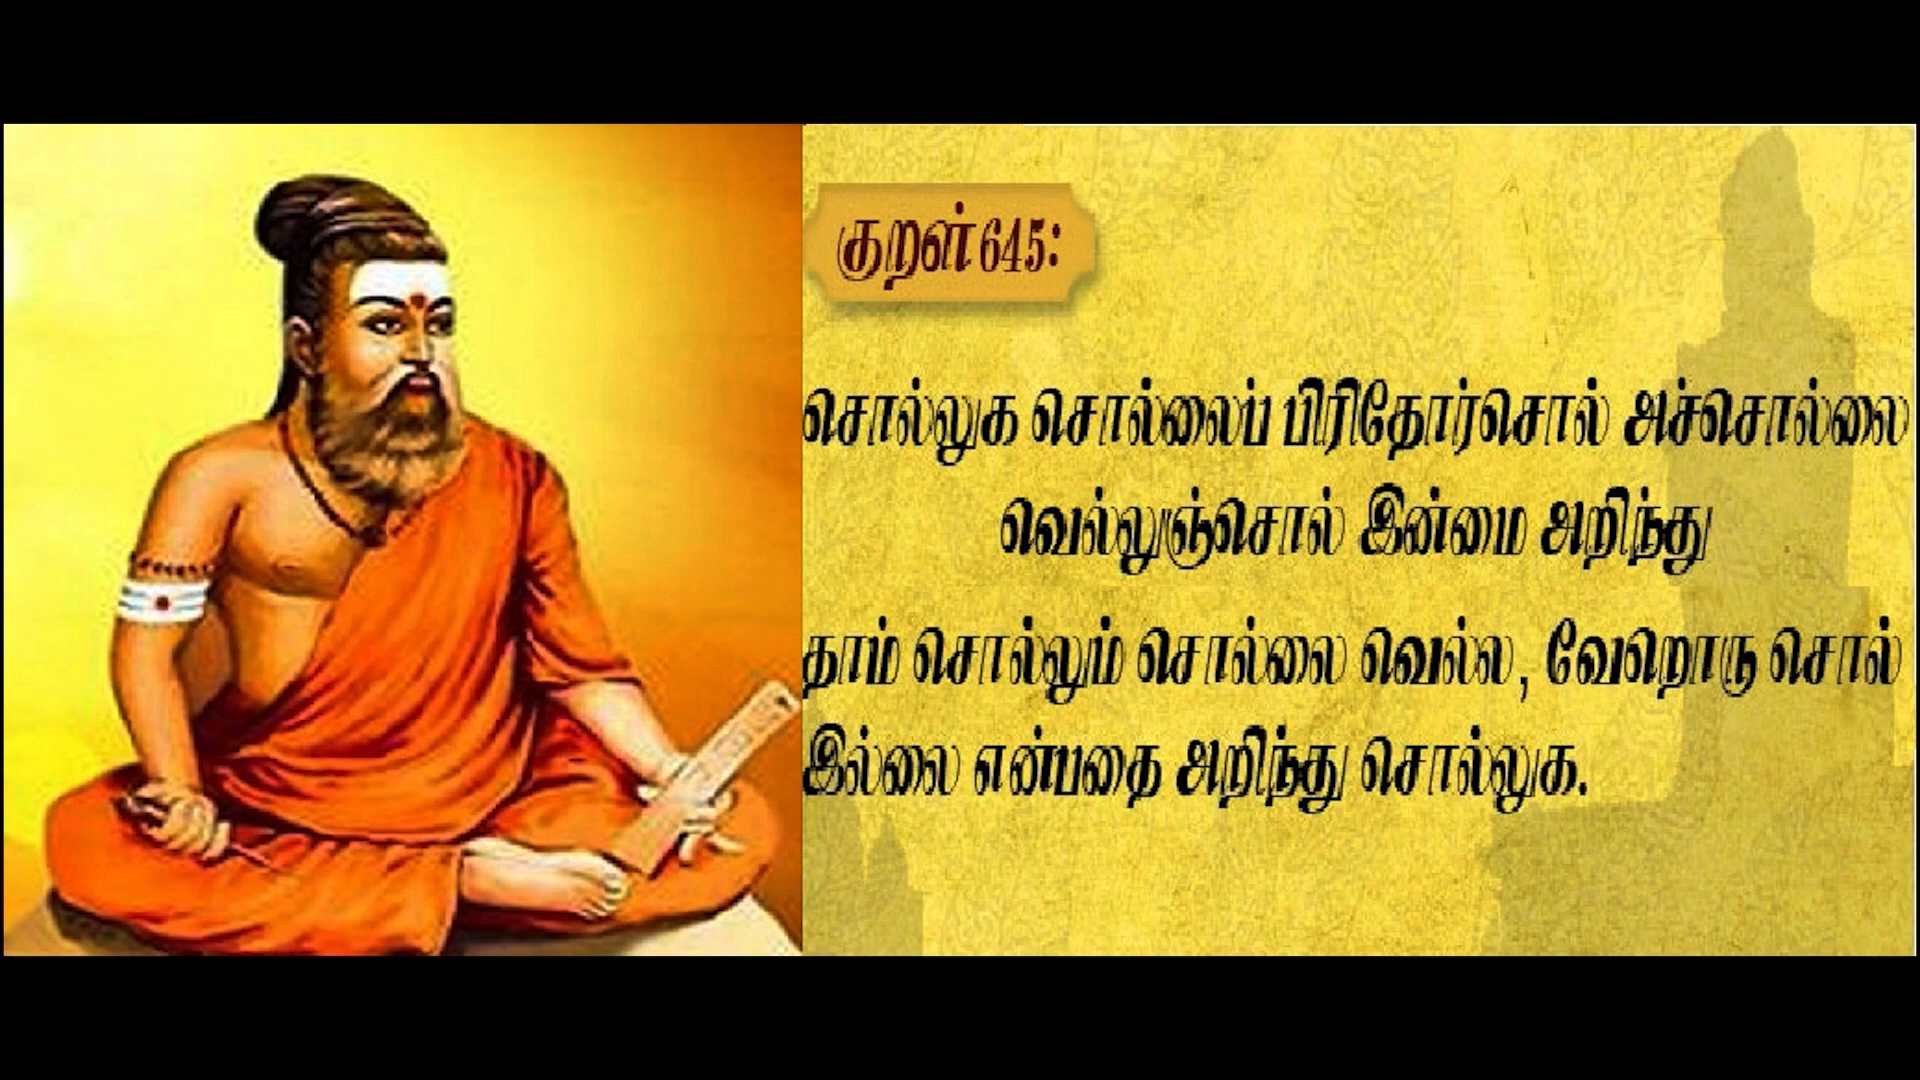 குறள் 645:
சொல்லுக சொல்லைப் பிரிதோர்சொல் அச்சொல்லை
வெல்லுஞ்சொல் இன்மை அறிந்து
தாம் சொல்லும் சொல்லை வெல்ல, வேறொரு சொல்
இல்லை என்பதை அறிந்து சொல்லுக.